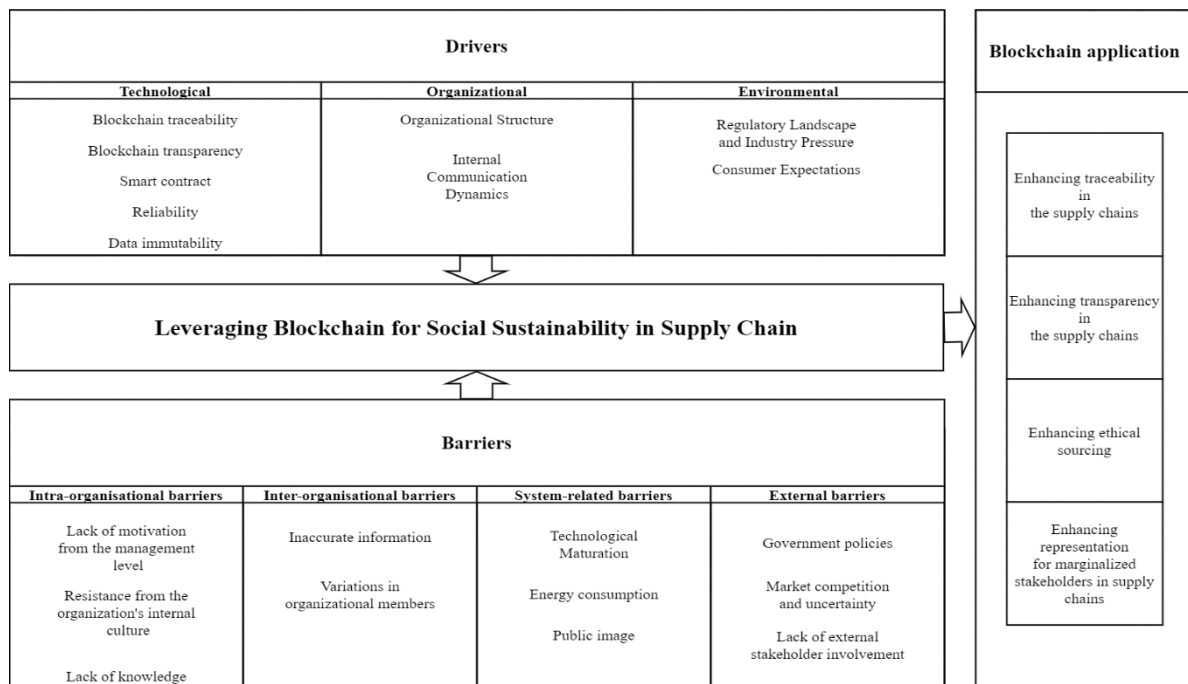 Drivers
Technological
Blockchain traceability
Blockchain transparency
Smart contract
Reliability
Data immutability
Organizational
Organizational Structure
Internal
Communication
Dynamics
Environmental
Regulatory Landscape
and Industry Pressure
Consumer Expectations
Leveraging Blockchain for Social Sustainability in Supply Chain
Barriers
Intra-organisational barriers
Lack of motivation
from the management
level
Resistance from the
organization's internal
culture
Lack of knowledge
Inter-organisational barriers
Inaccurate information
Variations in
organizational members
System-related barriers
Technological
Maturation
Energy consumption
Public image
External barriers
Government policies
Market competition
and uncertainty
Lack of external
stakeholder involvement
Blockchain application
Enhancing traceability
in
the supply chains
Enhancing transparency
in
the supply chains
Enhancing ethical
sourcing
Enhancing
representation
for marginalized
stakeholders in supply
chains